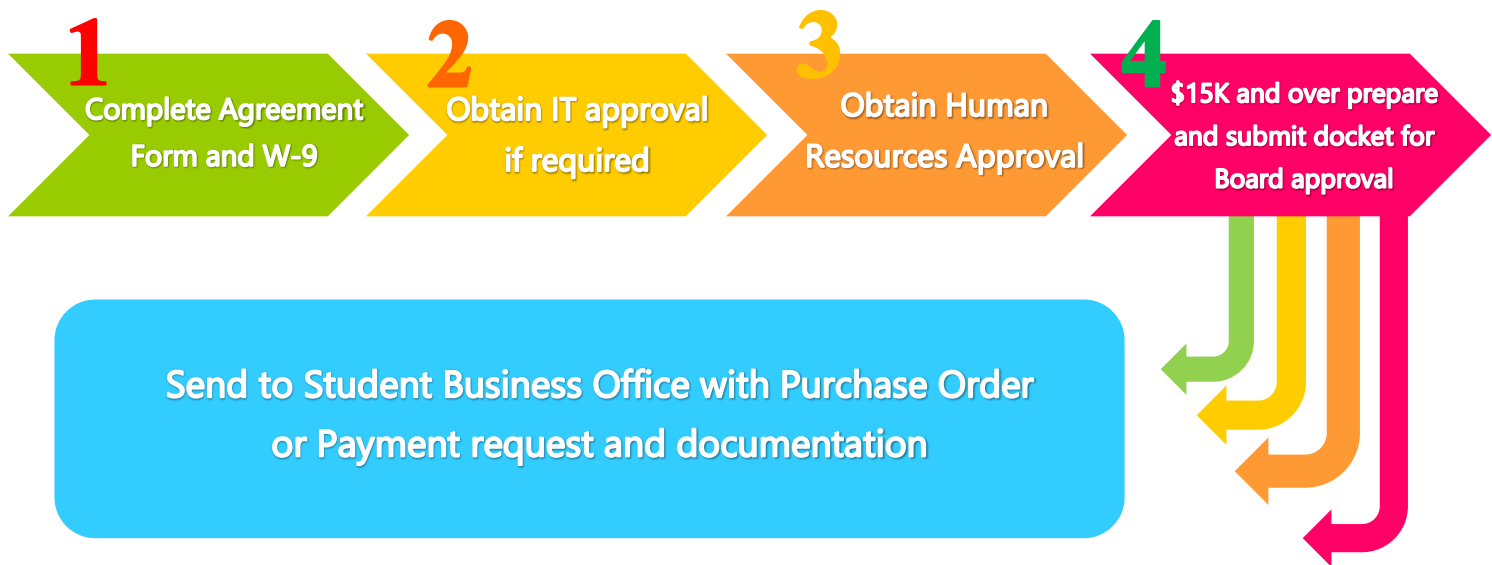 1
Complete Agreement
Form and W-9
2
Obtain IT approval
if required
3
Obtain Human
Resources Approval
4
$15K and over prepare
and submit docket for
Board approval
Send to Student Business Office with Purchase Order
or Payment request and documentation